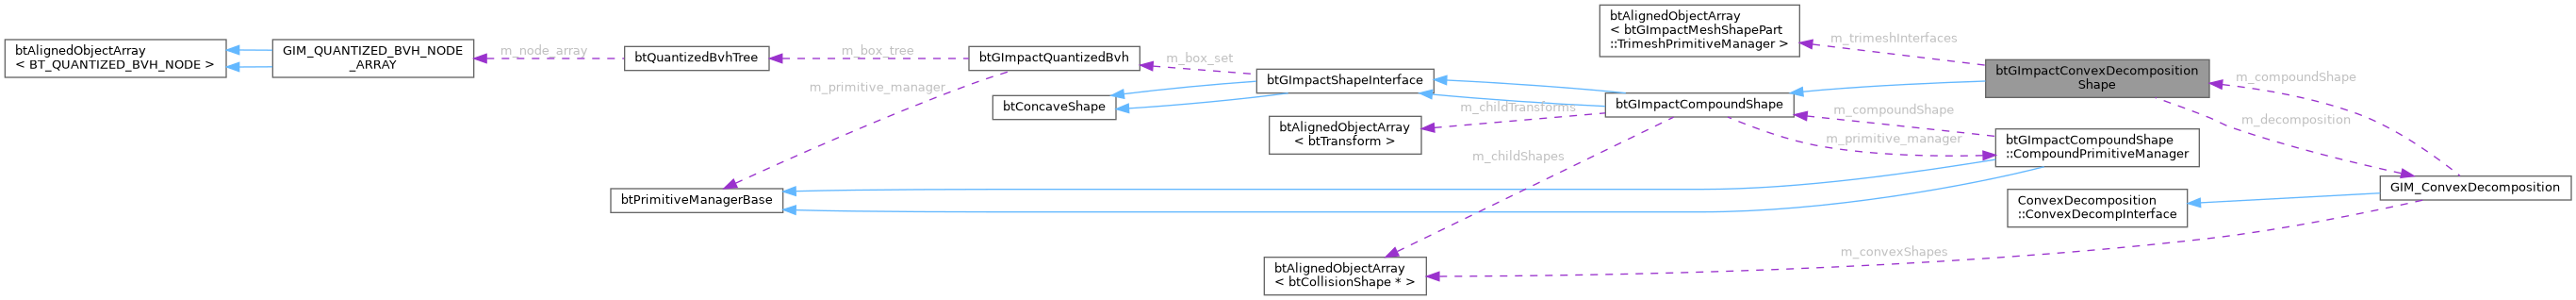 btAlignedObjectArray
< BT_QUANTIZED_BVH_NODE >
GIM_QUANTIZED_BVH_NODE
_ARRAY
m_node_array
btQuantizedBvhTree
m_box_tree
btGImpactQuantizedBvh
m_primitive_manager
m_box_set
btGImpactShapeInterface
btConcaveShape
btPrimitiveManagerBase
btAlignedObjectArray
< btTransform >
m_childTransforms
m_childShapes
btAlignedObjectArray
< btCollisionShape * >
btAlignedObjectArray
< btGImpactMeshShapePart
::TrimeshPrimitiveManager >
m_trimeshInterfaces
btGImpactCompoundShape
m_compoundShape
m_primitive_manager
btGImpactConvexDecomposition
Shape
m_compoundShape
m_decomposition
btGImpactCompoundShape
::CompoundPrimitiveManager
GIM_ConvexDecomposition
ConvexDecomposition
::ConvexDecompInterface
m_convexShapes